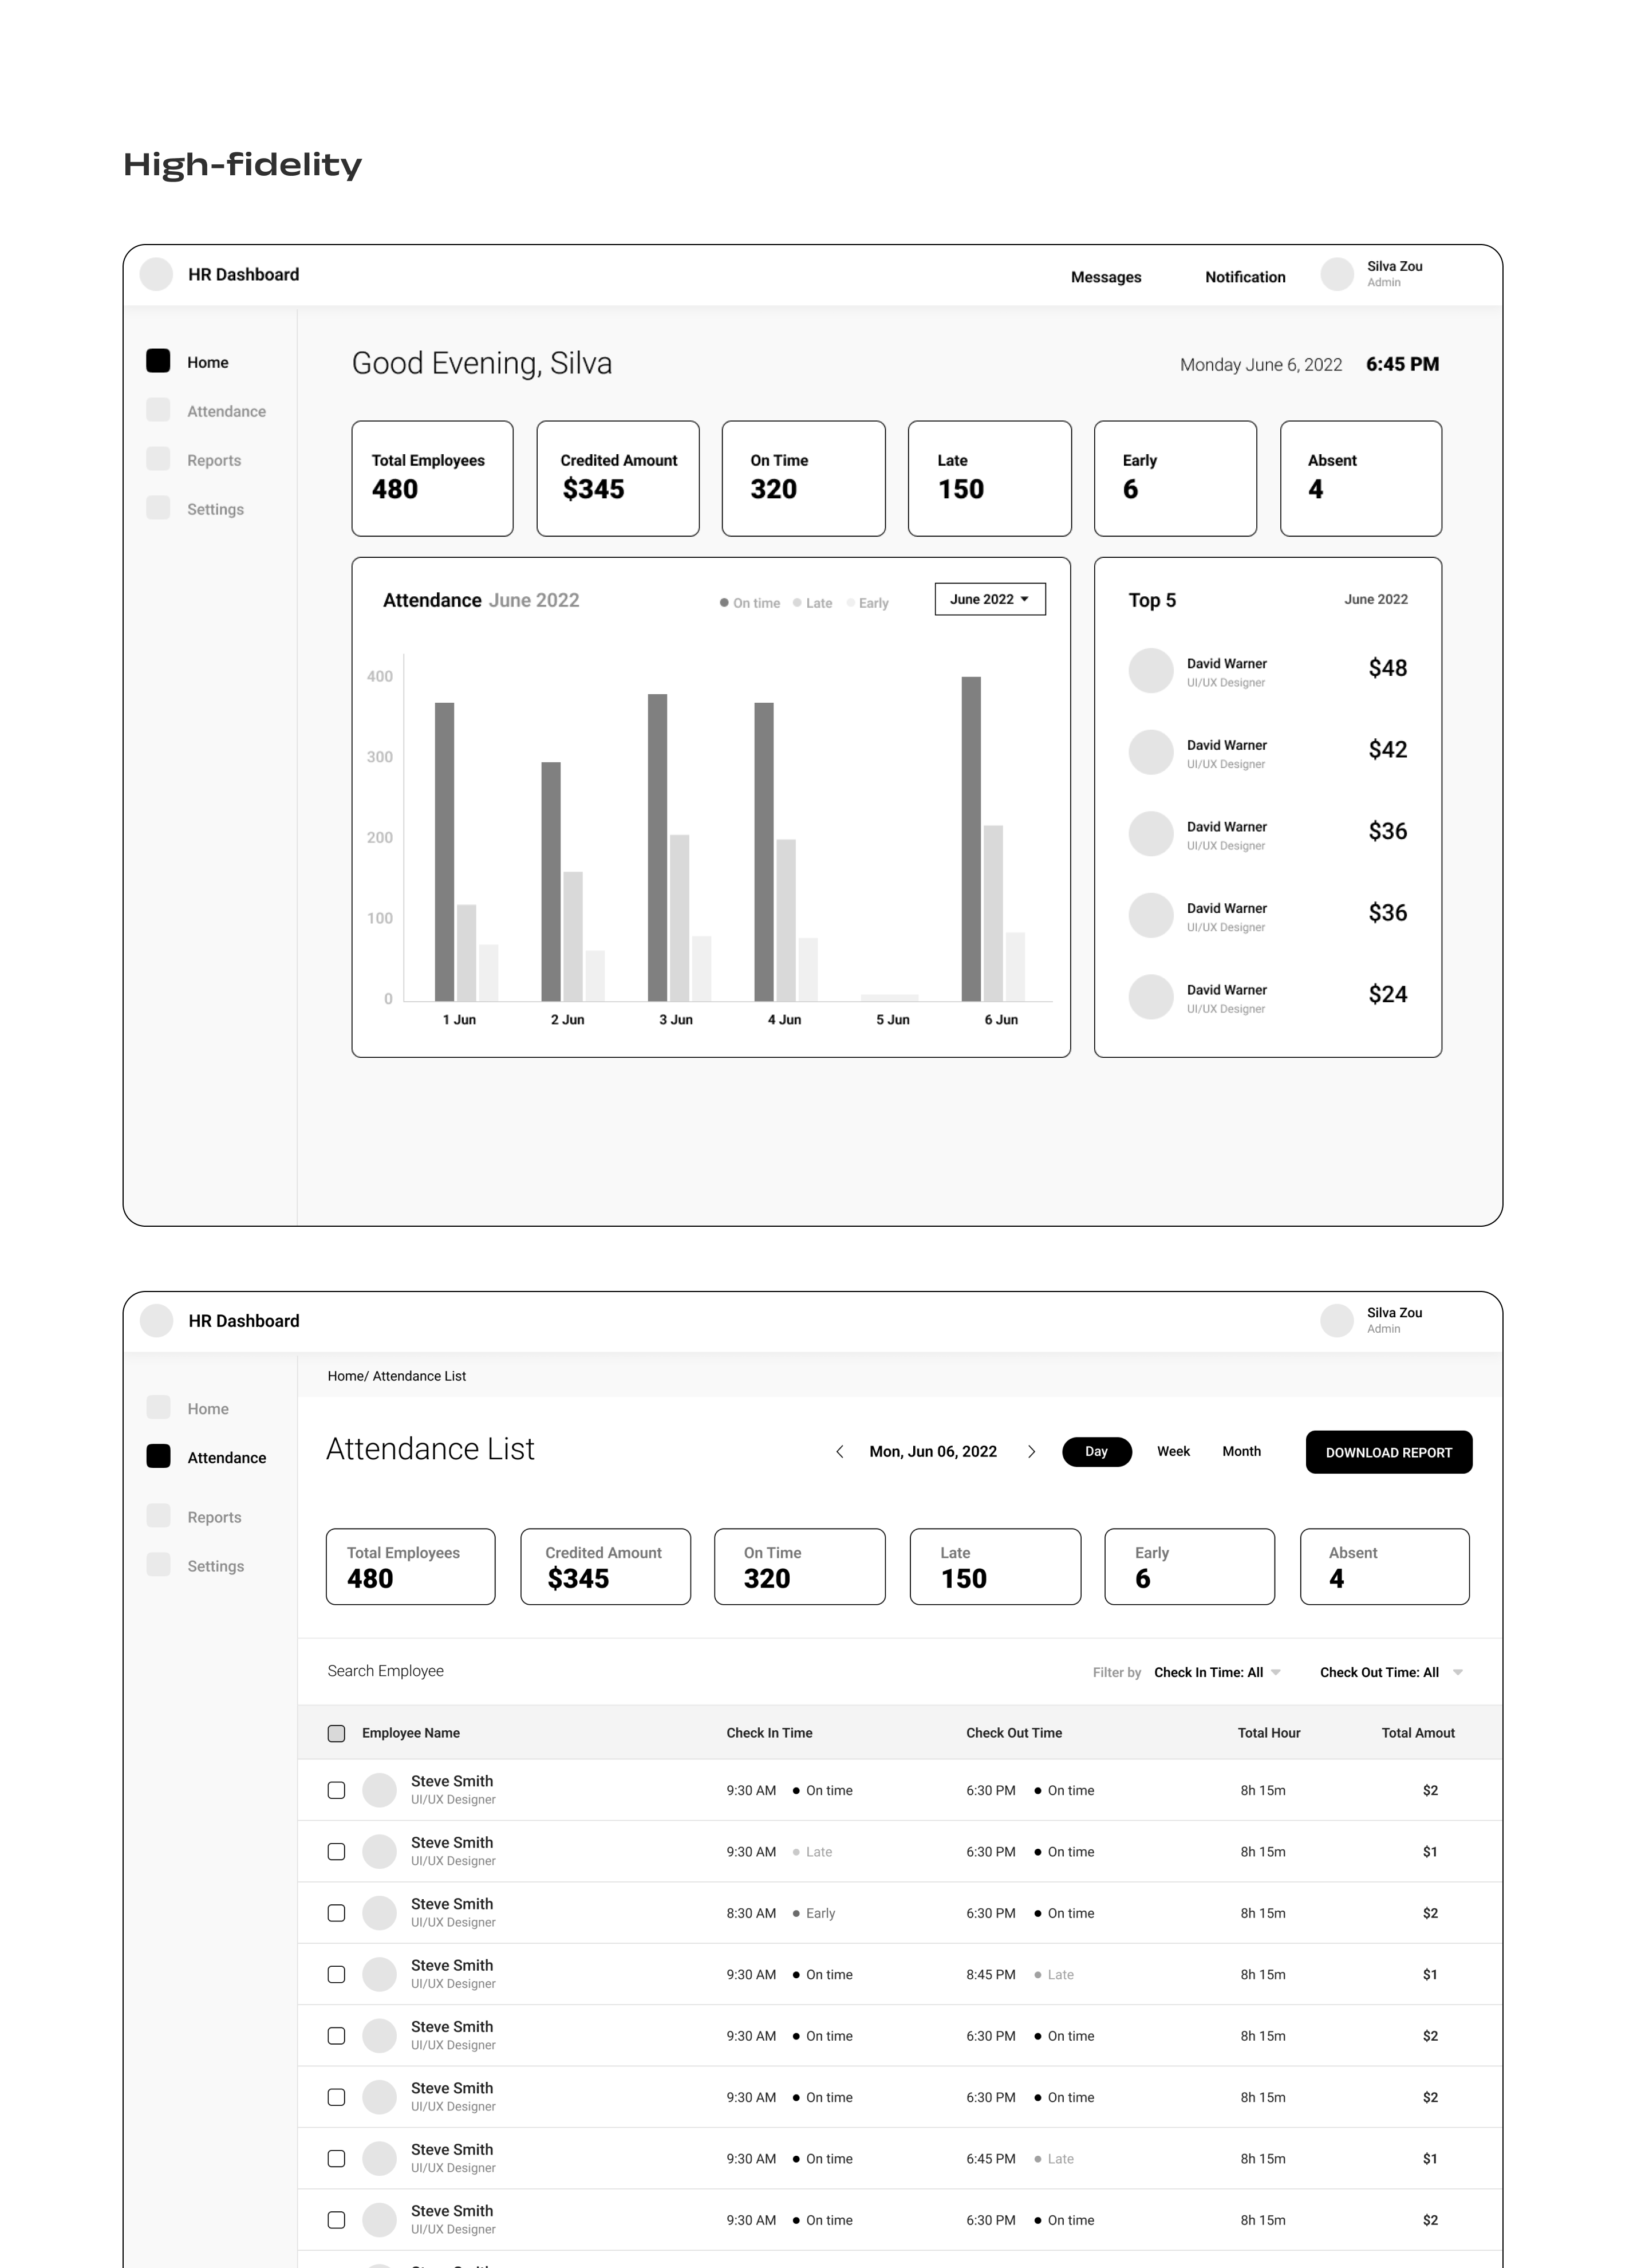 High-fidelity
HR Dashboard
Messages
Notification
Silva Zou
Admin
Home
Attendance
Reports
Settings
Good Evening, Silva
Monday June 6, 2022 6:45 PM
Total Employees
480
Credited Amount
$345
On Time
320
Late
150
Early
6
Absent
4
Attendance June 2022
On time Late Early
June 2022
400
300
200
100
0
1 Jun 2 Jun 3 Jun 4 Jun 5 Jun 6 Jun
Top 5 June 2022
David Warner
UI/UX Designer
$48
David Warner
UI/UX Designer
$42
David Warner
UI/UX Designer
$36
David Warner
UI/UX Designer
$36
David Warner
UI/UX Designer
$24
HR Dashboard
Silva Zou
Admin
Home
Attendance
Reports
Settings
Home/ Attendance List
Attendance List
Mon, Jun 06, 2022
Day Week Month
DOWNLOAD REPORT
Total Employees
480
Credited Amount
$345
On Time
320
Late
150
Early
6
Absent
4
Search Employee
Filter by Check In Time: All Check Out Time: All
Employee Name Check In Time Check Out Time Total Hour Total Amout
Steve Smith
UI/UX Designer
9:30 AM On time 6:30 PM On time 8h 15m $2
Steve Smith
UI/UX Designer
9:30 AM Late 6:30 PM On time 8h 15m $1
Steve Smith
UI/UX Designer
8:30 AM Early 6:30 PM On time 8h 15m $2
Steve Smith
UI/UX Designer
9:30 AM On time 8:45 PM Late 8h 15m $1
Steve Smith
UI/UX Designer
9:30 AM On time 6:30 PM On time 8h 15m $2
Steve Smith
UI/UX Designer
9:30 AM On time 6:30 PM On time 8h 15m $2
Steve Smith
UI/UX Designer
9:30 AM On time 6:45 PM Late 8h 15m $1
Steve Smith
UI/UX Designer
9:30 AM On time 6:30 PM On time 8h 15m $2